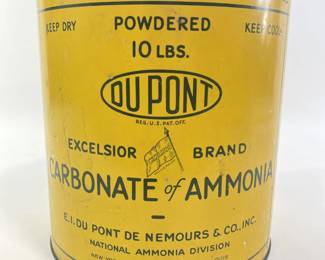 KEEP DRY POWDERED KEEP COOL
10 LBS.
DU PONT
REG. U.S. PAT. OFF.
EXCELSIOR BRAND
CARBONATE of AMMONIA
E. I. DU PONT DE NEMOURS & CO., INC.
NATIONAL AMMONIA DIVISION